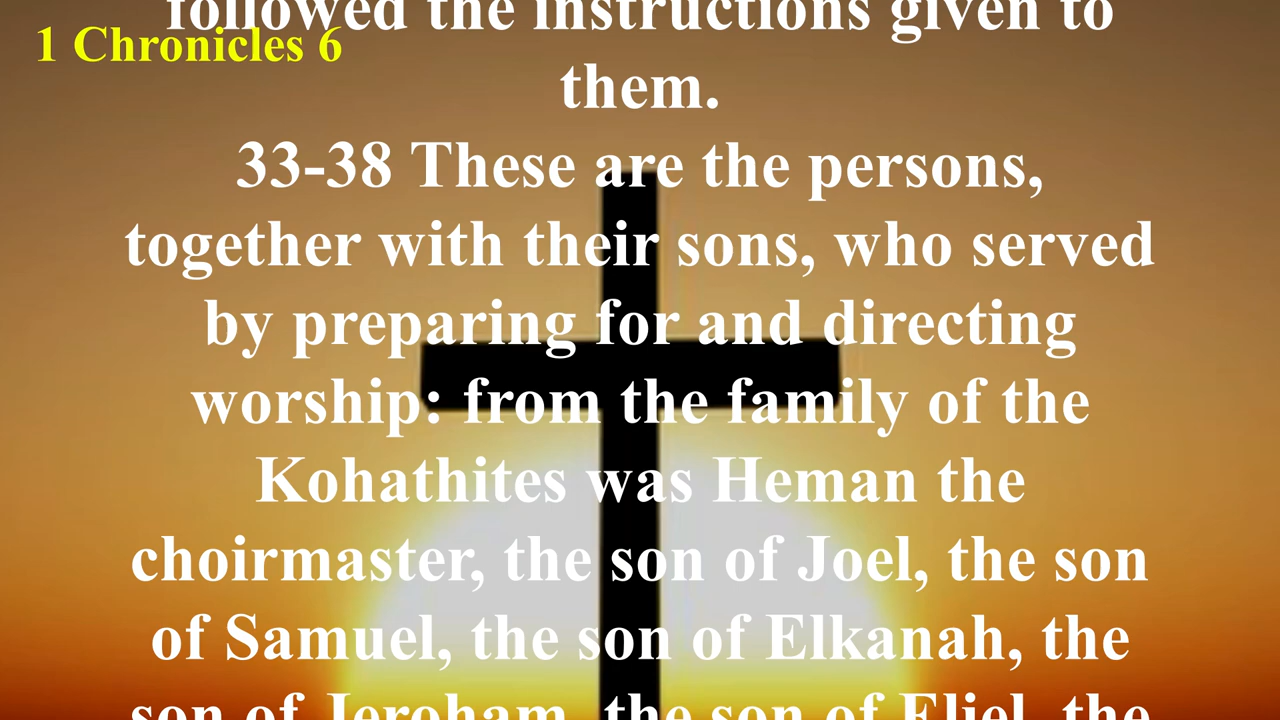 followed the instructions given to
1 Chronicles 6
them.
33-38 These are the persons,
together with their sons, who served
by preparing for and directing
worship: from the family of the
Kohathites was Heman the
choirmaster, the son of Joel, the son
of Samuel, the son of Elkanah, the
son of Jeroham, the son of Eliel, the